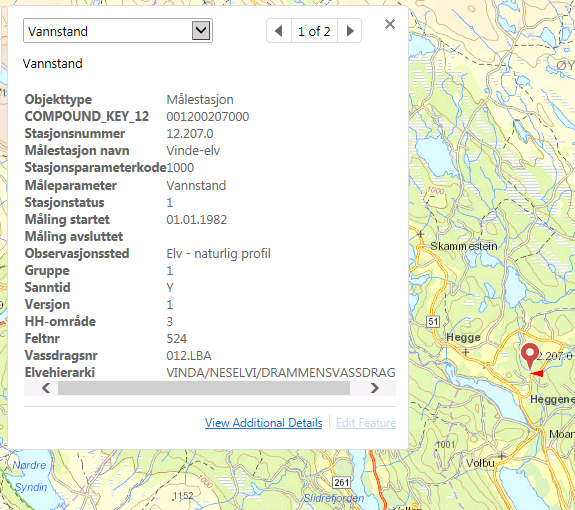 Vannstand
1 of 2
Vannstand
Objekttype Målestasjon
COMPOUND_KEY_12 001200207000
Stasjonsnummer 12.207.0
Målestasjon navn Vinde-elv
Stasjonsparameterkode 1000
Måleparameter Vannstand
Stasjonstatus 1
Måling startet 01.01.1982
Måling avsluttet
Observasjonssted Elv - naturlig profil
Gruppe 1
Sanntid Y
Versjon 1
HH-område 3
Feltnr 524
Vassdragsnr 012.LBA
Elvehierarki VINDA/NESELVI/DRAMMENSVASSDRAG
View Additional Details Edit Feature
ØY
1000
Skammestein
51
Hegge
12.207.0
Heggene
Moan
1001
Volbu
Nordre
Syndin
1152
261
Slidrefjorden